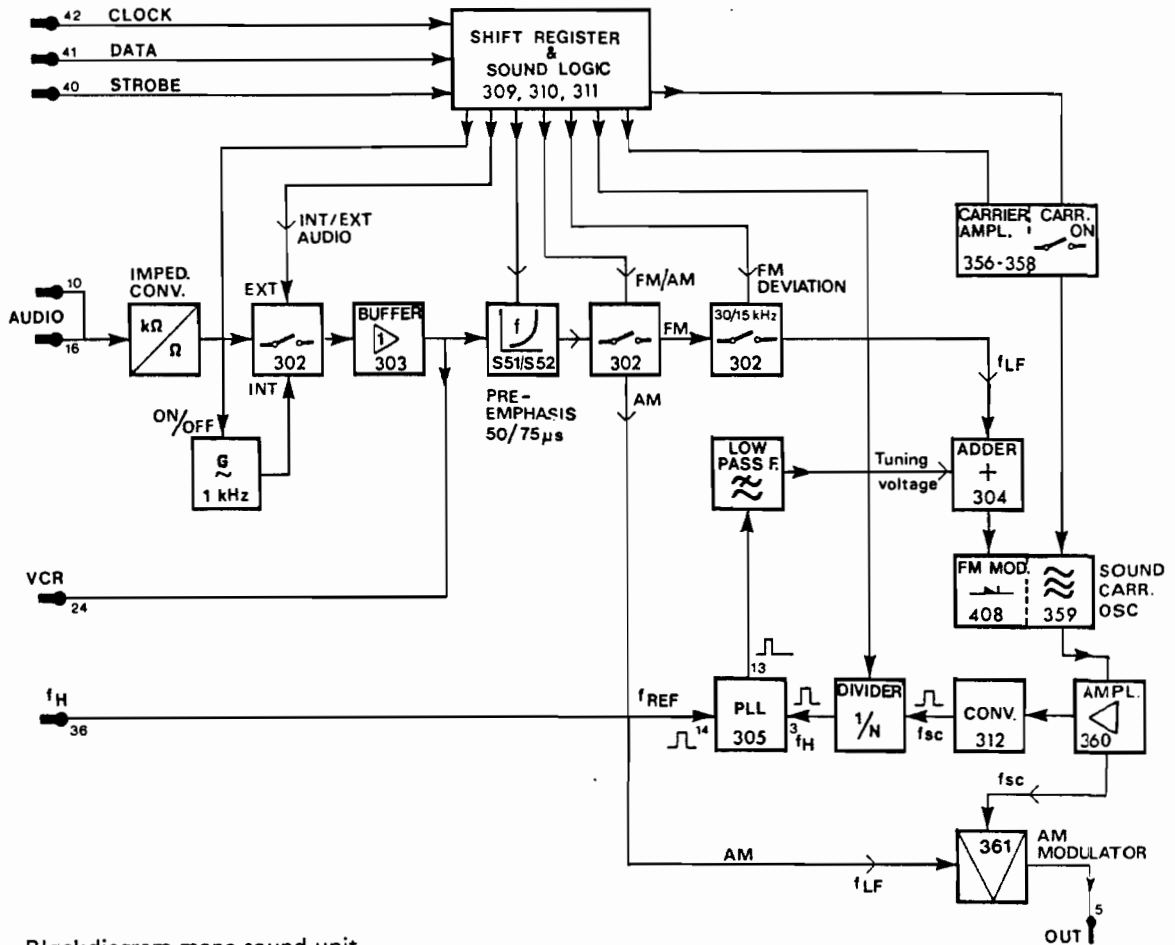 42 CLOCK
41 DATA
40 STROBE
SHIFT REGISTER
&
SOUND LOGIC
309, 310, 311
INT/EXT
AUDIO
CARRIER
AMPL.
CARR.
ON
356-358
10
AUDIO
16
IMPED.
CONV.
kΩ
Ω
EXT
302
INT
BUFFER
1
303
f
S51/S52
PRE-
EMPHASIS
50/75µs
FM/AM
302
FM
AM
FM
DEVIATION
30/15 kHz
302
fLF
ON/OFF
G
~
1 kHz
LOW
PASS F.
Tuning
voltage
ADDER
+
304
VCR
24
FM MOD.
408
359
SOUND
CARR.
OSC
fH
36
fREF
14
13
PLL
305
3
fH
DIVIDER
1/N
fsc
CONV.
312
AMPL.
360
fsc
AM
fLF
361
AM
MODULATOR
5
OUT
Blockdiagram mono sound unit